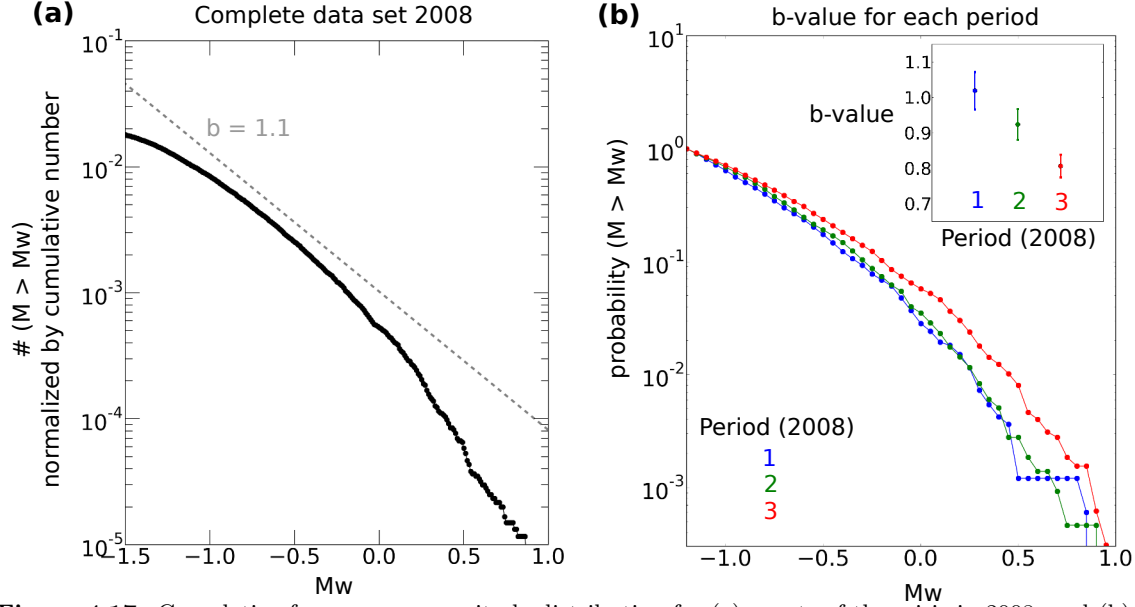 (a)
Complete data set 2008
10^-1
10^-2
10^-3
10^-4
10^-5
b = 1.1
# (M > Mw)
normalized by cumulative number
−1.5 −1.0 −0.5 0.0 0.5 1.0
Mw
(b)
b-value for each period
10^1
10^0
10^-1
10^-2
10^-3
probability (M > Mw)
b-value
1.1
1.0
0.9
0.8
0.7
1 2 3
Period (2008)
Period (2008)
1
2
3
−1.0 −0.5 0.0 0.5 1.0
Mw